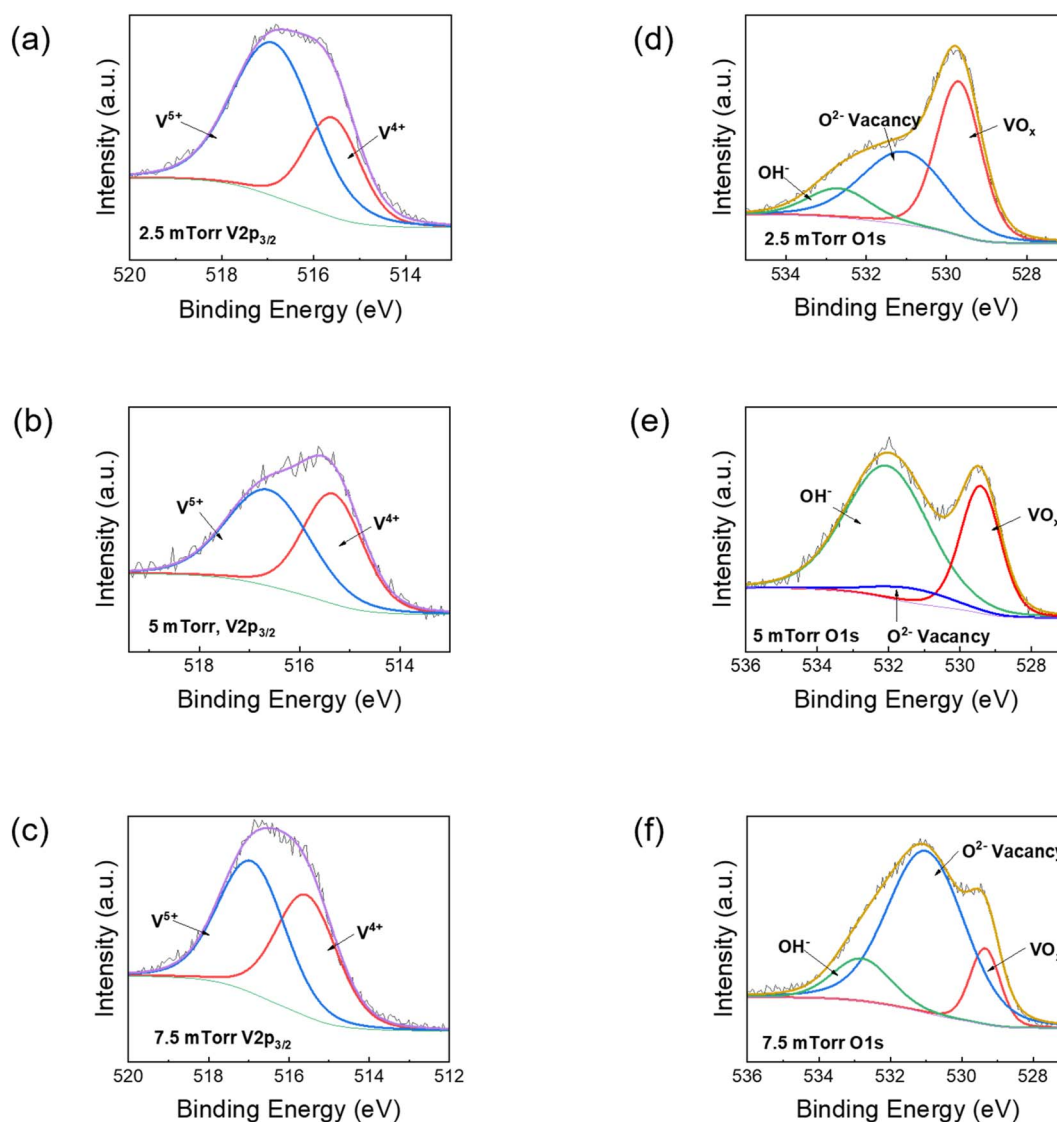 (a)
Intensity (a.u.)
V5+
V4+
2.5 mTorr V2p3/2
520 518 516 514
Binding Energy (eV)
(d)
Intensity (a.u.)
O2- Vacancy
VOx
OH-
2.5 mTorr O1s
534 532 530 528
Binding Energy (eV)
(b)
Intensity (a.u.)
V5+
V4+
5 mTorr, V2p3/2
518 516 514
Binding Energy (eV)
(e)
Intensity (a.u.)
OH-
VOx
O2- Vacancy
5 mTorr O1s
536 534 532 530 528
Binding Energy (eV)
(c)
Intensity (a.u.)
V5+
V4+
7.5 mTorr V2p3/2
520 518 516 514 512
Binding Energy (eV)
(f)
Intensity (a.u.)
O2- Vacancy
OH-
VOx
7.5 mTorr O1s
536 534 532 530 528
Binding Energy (eV)